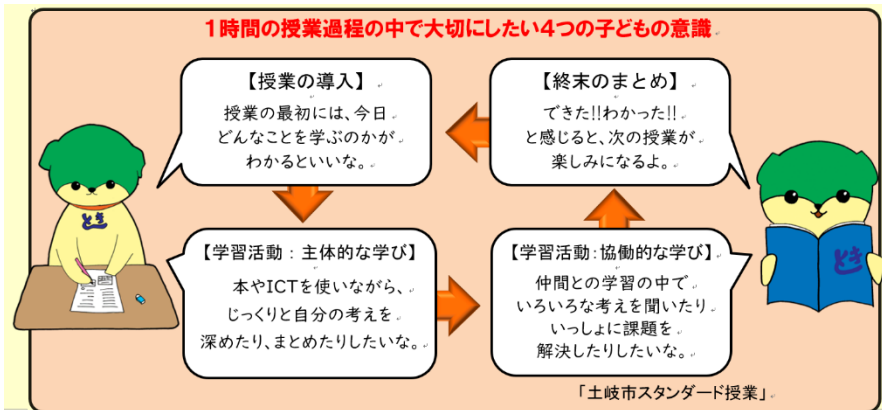 1時間の授業過程の中で大切にしたい4つの子どもの意識
【授業の導入】
授業の最初には、今日
どんなことを学ぶのかが
わかるといいな。
【学習活動：主体的な学び】
本やICTを使いながら、
じっくりと自分の考えを
深めたり、まとめたりしたいな。
【学習活動：協働的な学び】
仲間との学習の中で
いろいろな考えを聞いたり
いっしょに課題を
解決したりしたいな。
【終末のまとめ】
できた!!わかった!!
と感じると、次の授業が
楽しみになるよ。
とき
とき
「土岐市スタンダード授業」